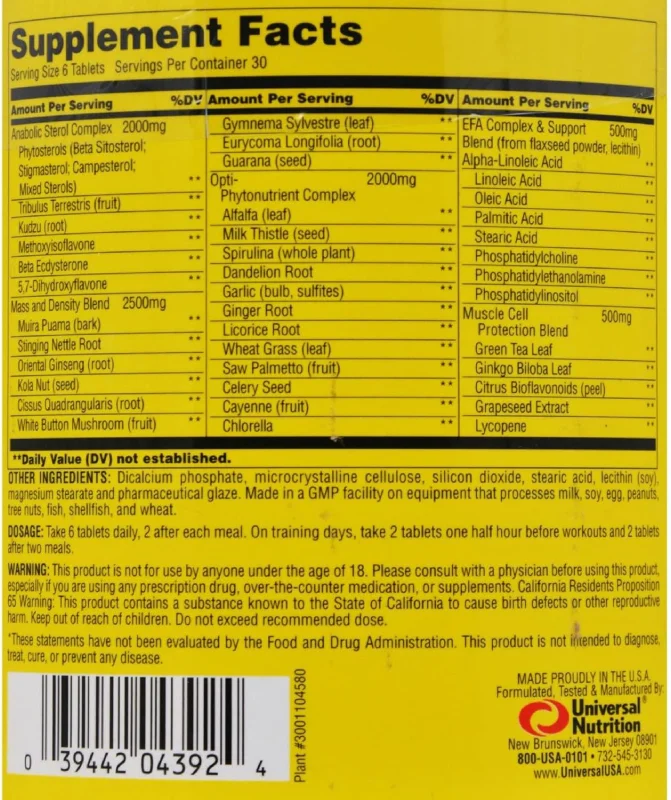 Supplement Facts
Serving Size 6 Tablets Servings Per Container 30
Amount Per Serving %DV
Anabolic Sterol Complex 2000mg
Phytosterols (Beta Sitosterol;
Stigmasterol; Campesterol;
Mixed Sterols) **
Tribulus Terrestris (fruit) **
Kudzu (root) **
Methoxyisoflavone **
Beta Ecdysterone **
5,7-Dihydroxyflavone **
Mass and Density Blend 2500mg
Muira Puama (bark) **
Stinging Nettle Root **
Oriental Ginseng (root) **
Kola Nut (seed) **
Cissus Quadrangularis (root) **
White Button Mushroom (fruit) **
Amount Per Serving %DV
Gymnema Sylvestre (leaf) **
Eurycoma Longifolia (root) **
Guarana (seed) **
Opti- 2000mg
Phytonutrient Complex
Alfalfa (leaf) **
Milk Thistle (seed) **
Spirulina (whole plant) **
Dandelion Root **
Garlic (bulb, sulfites) **
Ginger Root **
Licorice Root **
Wheat Grass (leaf) **
Saw Palmetto (fruit) **
Celery Seed **
Cayenne (fruit) **
Chlorella **
Amount Per Serving %DV
EFA Complex & Support 500mg
Blend (from flaxseed powder, lecithin)
Alpha-Linoleic Acid **
Linoleic Acid **
Oleic Acid **
Palmitic Acid **
Stearic Acid **
Phosphatidylcholine **
Phosphatidylethanolamine **
Phosphatidylinositol **
Muscle Cell 500mg
Protection Blend
Green Tea Leaf **
Ginkgo Biloba Leaf **
Citrus Bioflavonoids (peel) **
Grapeseed Extract **
Lycopene **
**Daily Value (DV) not established.
OTHER INGREDIENTS: Dicalcium phosphate, microcrystalline cellulose, silicon dioxide, stearic acid, lecithin (soy),
magnesium stearate and pharmaceutical glaze. Made in a GMP facility on equipment that processes milk, soy, egg, peanuts,
tree nuts, fish, shellfish, and wheat.
DOSAGE: Take 6 tablets daily, 2 after each meal. On training days, take 2 tablets one half hour before workouts and 2 tablets
after two meals.
WARNING: This product is not for use by anyone under the age of 18. Please consult with a physician before using this product,
especially if you are using any prescription drug, over-the-counter medication, or supplements. California Residents Proposition
65 Warning: This product contains a substance known to the State of California to cause birth defects or other reproductive
harm. Keep out of reach of children. Do not exceed recommended dose.
*These statements have not been evaluated by the Food and Drug Administration. This product is not intended to diagnose,
treat, cure, or prevent any disease.
0 39442 04392 4
Plant #3001104580
MADE PROUDLY IN THE U.S.A.
Formulated, Tested & Manufactured By:
Universal®
Nutrition
New Brunswick, New Jersey 08901
800-USA-0101 • 732-545-3130
www.UniversalUSA.com